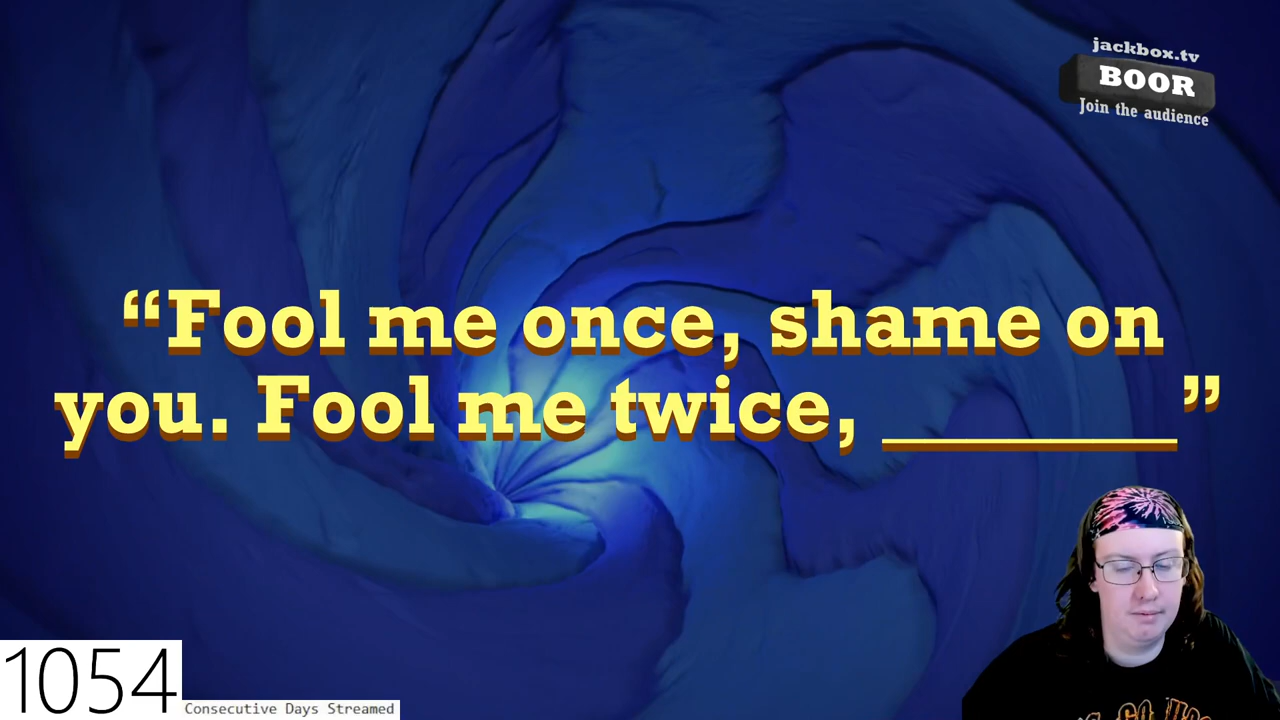 jackbox.tv
BOOR
Join the audience
“Fool me once, shame on
you. Fool me twice, ________ ”
1054
Consecutive Days Streamed